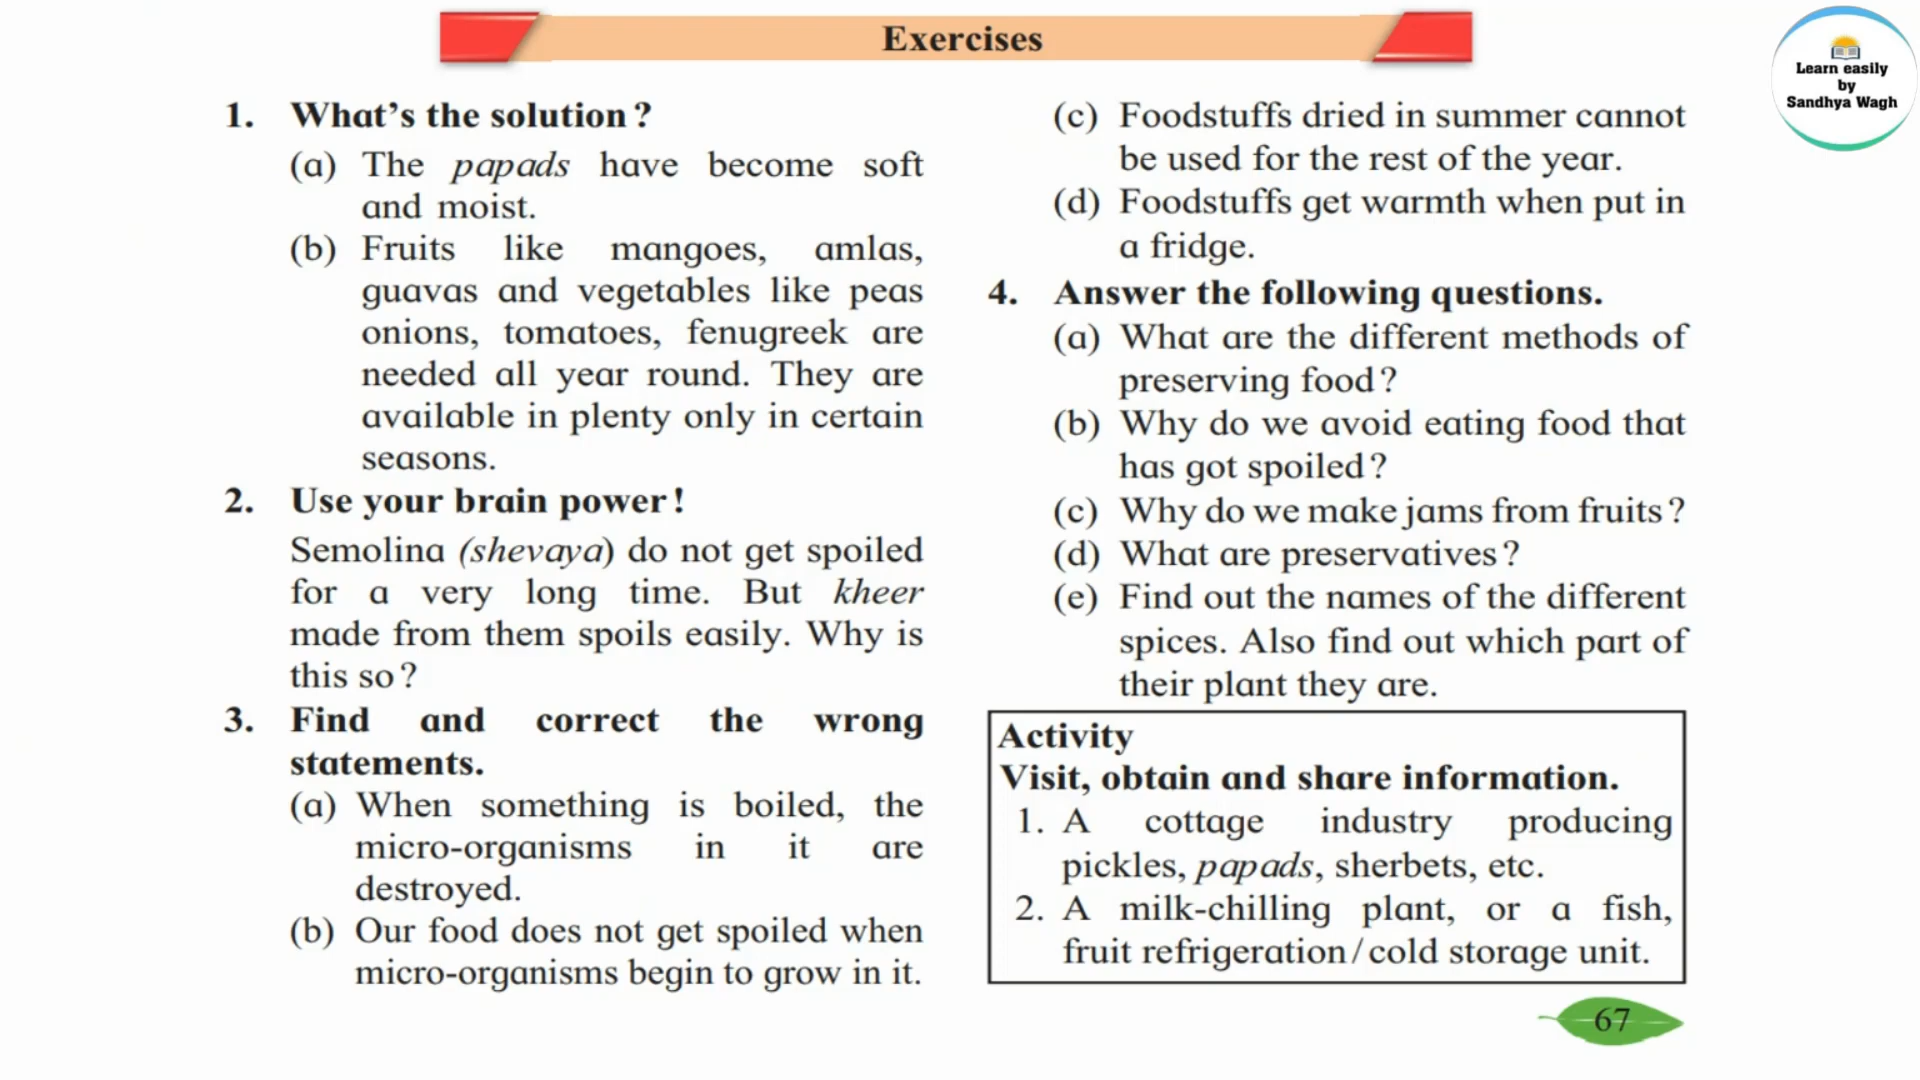 Exercises
Learn easily
by
Sandhya Wagh
1. What's the solution?
(a) The papads have become soft
and moist.
(b) Fruits like mangoes, amlas,
guavas and vegetables like peas
onions, tomatoes, fenugreek are
needed all year round. They are
available in plenty only in certain
seasons.
2. Use your brain power!
Semolina (shevaya) do not get spoiled
for a very long time. But kheer
made from them spoils easily. Why is
this so?
3. Find and correct the wrong
statements.
(a) When something is boiled, the
micro-organisms in it are
destroyed.
(b) Our food does not get spoiled when
micro-organisms begin to grow in it.
(c) Foodstuffs dried in summer cannot
be used for the rest of the year.
(d) Foodstuffs get warmth when put in
a fridge.
4. Answer the following questions.
(a) What are the different methods of
preserving food?
(b) Why do we avoid eating food that
has got spoiled?
(c) Why do we make jams from fruits?
(d) What are preservatives?
(e) Find out the names of the different
spices. Also find out which part of
their plant they are.
Activity
Visit, obtain and share information.
1. A cottage industry producing
pickles, papads, sherbets, etc.
2. A milk-chilling plant, or a fish,
fruit refrigeration/cold storage unit.
67